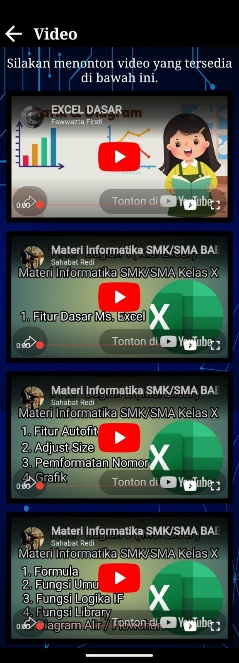 Video
Silakan menonton video yang tersedia
di bawah ini.
EXCEL DASAR
Fawwazta Firsti
Tonton di YouTube
0:00
Materi Informatika SMK/SMA BAB
Sahabat Redi
Materi Informatika SMK/SMA Kelas X
1. Fitur Dasar Ms. Excel
Tonton di YouTube
0:00
Materi Informatika SMK/SMA BAB
Sahabat Redi
Materi Informatika SMK/SMA Kelas X
1. Fitur Autofit
2. Adjust Size
3. Pemformatan Nomor
4. Grafik
Tonton di YouTube
0:00
Materi Informatika SMK/SMA BAB
Sahabat Redi
Materi Informatika SMK/SMA Kelas X
1. Formula
2. Fungsi Umu
3. Fungsi Logika IF
4. Fungsi Library
Diagram Alir /
Tonton di YouTube
0:00